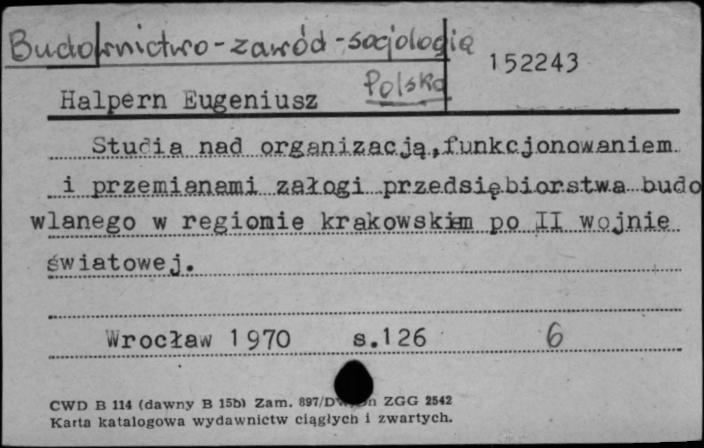 Budownictwo-zawód-socjologia
152243
Polska
Halpern Eugeniusz
Studia nad organizacją,funkcjonowaniem
i przemianami załogi przedsiębiorstwa budo
wlanego w regionie krakowskiem po II wojnie
światowej.
Wrocław 1970 s.126 6
CWD B 114 (dawny B 15b) Zam. 897/ ZGG 2542
Karta katalogowa wydawnictw ciągłych i zwartych.